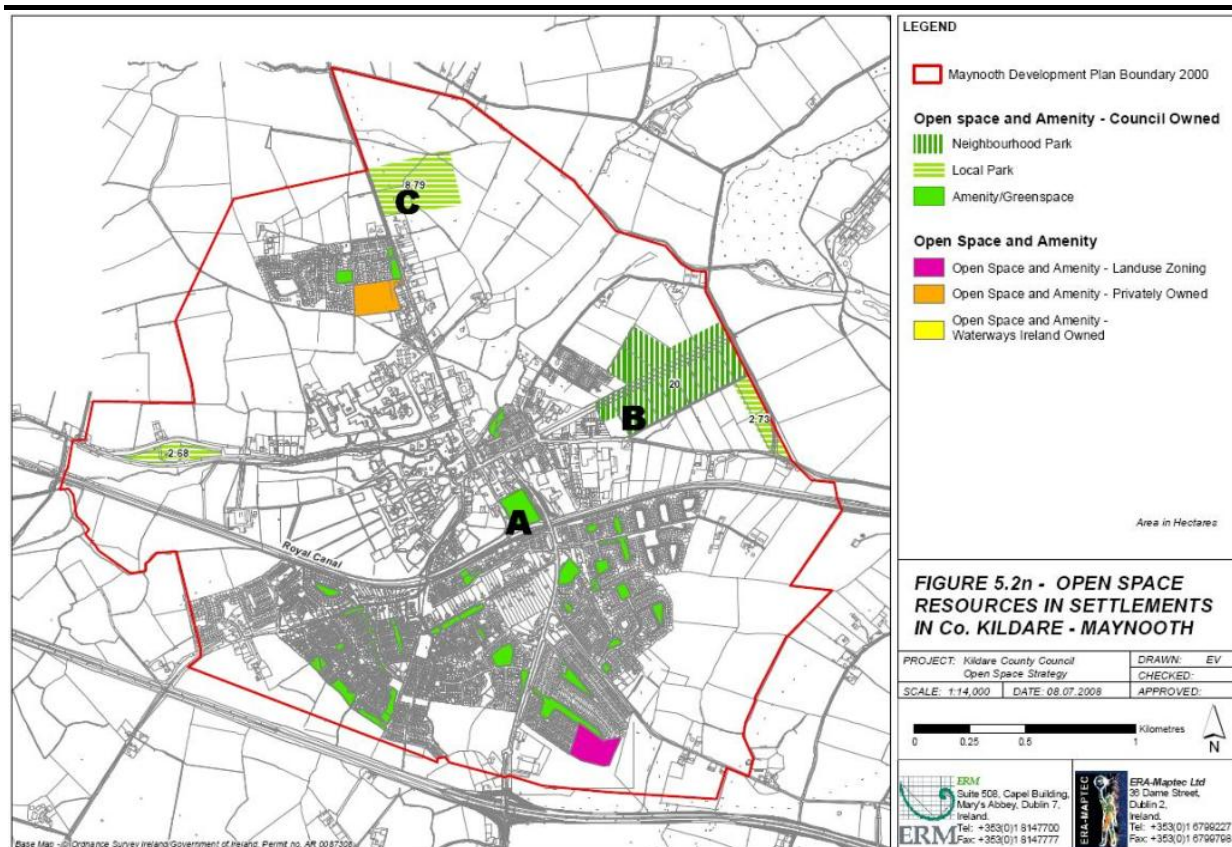 8.79
C
20
B
2.73
2.68
A
Royal Canal
Base Map - © Ordnance Survey Ireland/Government of Ireland. Permit no. AR 0087308
LEGEND
Maynooth Development Plan Boundary 2000
Open space and Amenity - Council Owned
Neighbourhood Park
Local Park
Amenity/Greenspace
Open Space and Amenity
Open Space and Amenity - Landuse Zoning
Open Space and Amenity - Privately Owned
Open Space and Amenity -
Waterways Ireland Owned
Area in Hectares
FIGURE 5.2n - OPEN SPACE
RESOURCES IN SETTLEMENTS
IN Co. KILDARE - MAYNOOTH
PROJECT: Kildare County Council
Open Space Strategy
DRAWN: EV
CHECKED:
SCALE: 1:14,000
DATE: 08.07.2008
APPROVED:
Kilometres
0 0.25 0.5 1
N
ERM
Suite 508, Capel Building,
Mary's Abbey, Dublin 7,
Ireland.
Tel: +353(0)1 8147700
Fax: +353(0)1 8147777
ERM
ERA-MAPTEC
ERA-Maptec Ltd
36 Dame Street,
Dublin 2,
Ireland.
Tel: +353(0)1 6799227
Fax: +353(0)1 6799798